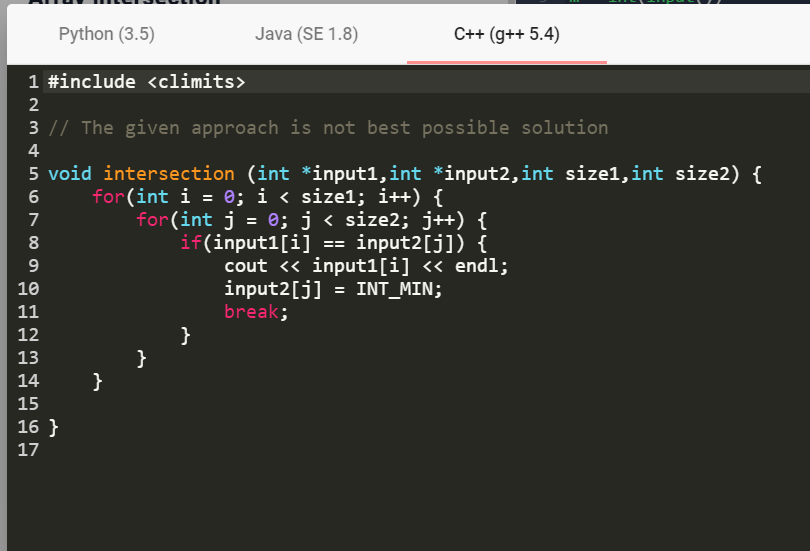 Array Intersection
Python (3.5) Java (SE 1.8) C++ (g++ 5.4)
1 #include <climits>
2
3 // The given approach is not best possible solution
4
5 void intersection (int *input1,int *input2,int size1,int size2) {
6     for(int i = 0; i < size1; i++) {
7         for(int j = 0; j < size2; j++) {
8             if(input1[i] == input2[j]) {
9                 cout << input1[i] << endl;
10                 input2[j] = INT_MIN;
11                 break;
12             }
13         }
14     }
15
16 }
17